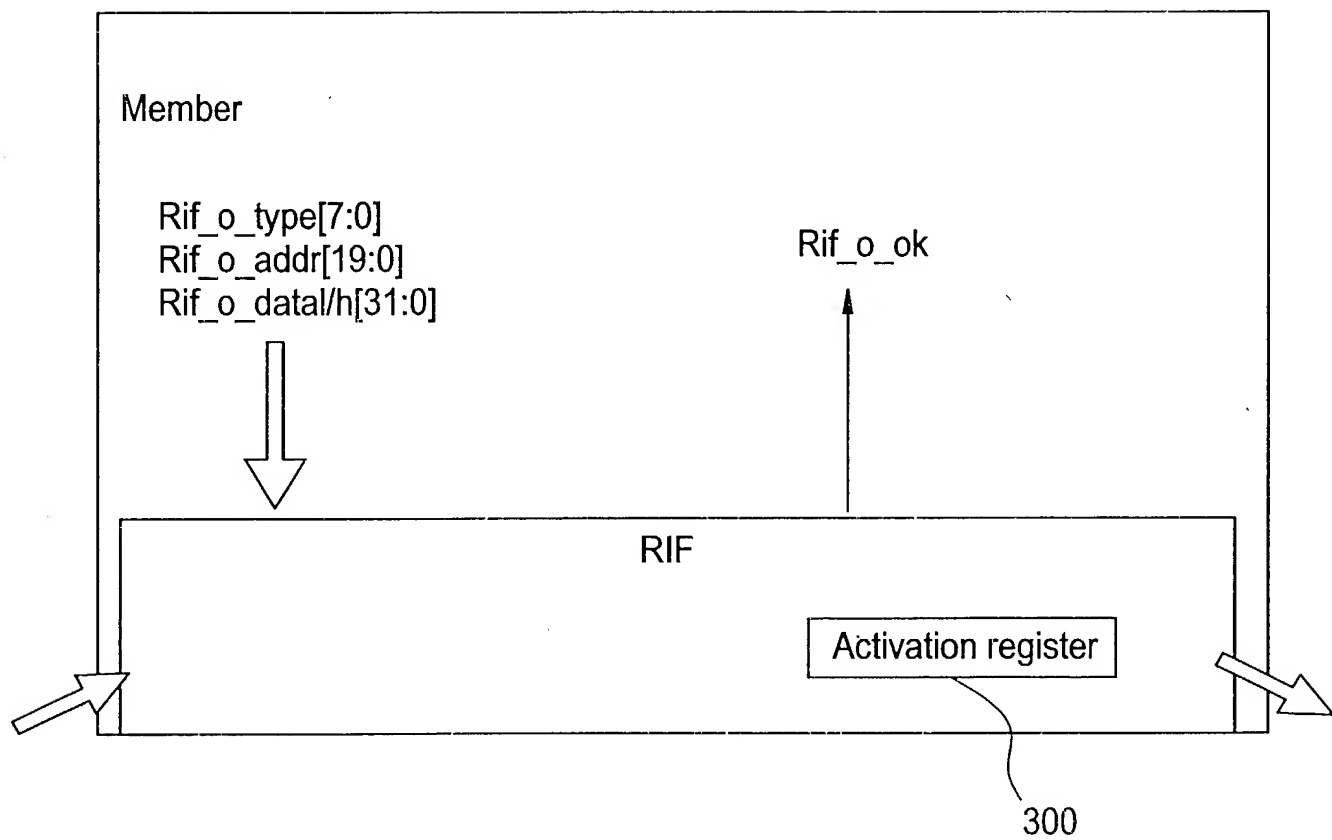 Member
Rif_o_type[7:0]
Rif_o_addr[19:0]
Rif_o_datal/h[31:0]
Rif_o_ok
RIF
Activation register
300